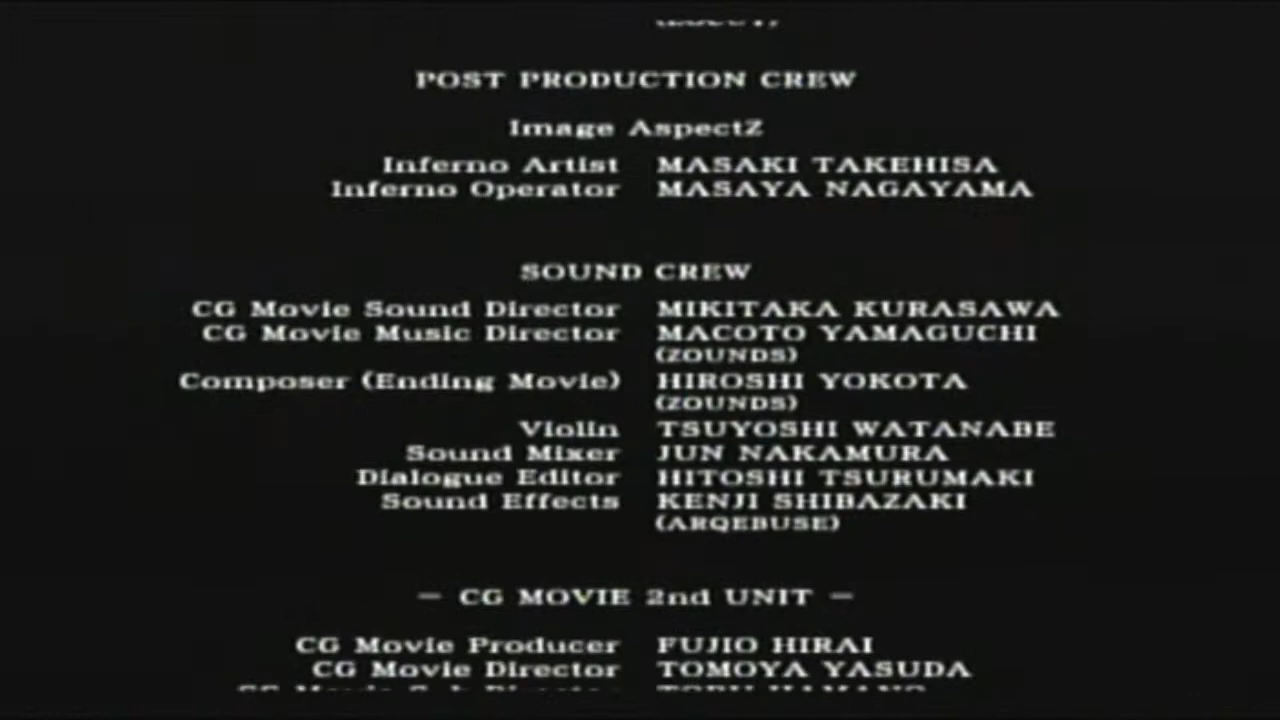 POST PRODUCTION CREW
Image AspectZ
Inferno Artist MASAKI TAKEHISA
Inferno Operator MASAYA NAGAYAMA
SOUND CREW
CG Movie Sound Director MIKITAKA KURASAWA
CG Movie Music Director MACOTO YAMAGUCHI
(ZOUNDS)
Composer (Ending Movie) HIROSHI YOKOTA
(ZOUNDS)
Violin TSUYOSHI WATANABE
Sound Mixer JUN NAKAMURA
Dialogue Editor HITOSHI TSURUMAKI
Sound Effects KENJI SHIBAZAKI
(ARQEBUSE)
— CG MOVIE 2nd UNIT —
CG Movie Producer FUJIO HIRAI
CG Movie Director TOMOYA YASUDA